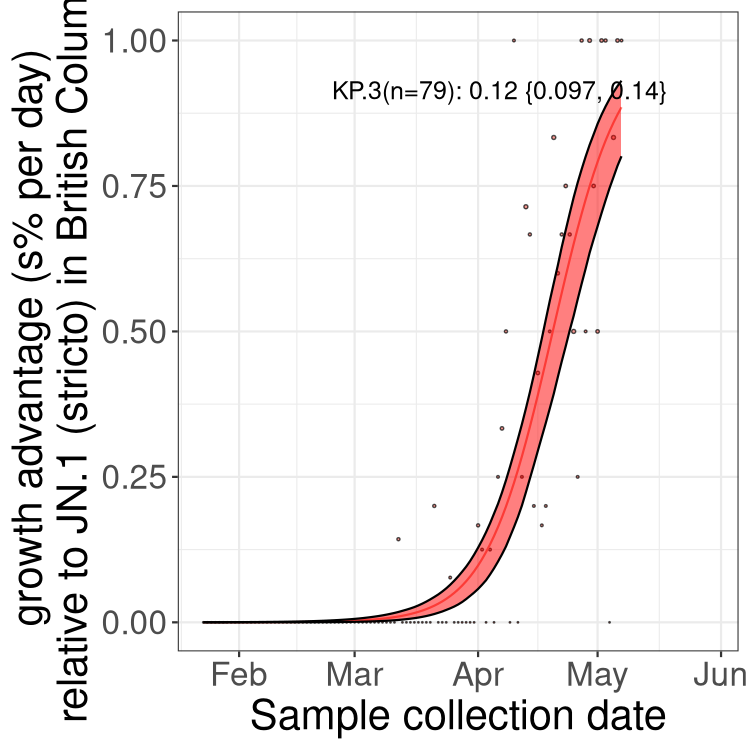 growth advantage (s% per day)
relative to JN.1 (stricto) in British Colum
1.00
0.75
0.50
0.25
0.00
KP.3(n=79): 0.12 {0.097, 0.14}
Feb Mar Apr May Jun
Sample collection date